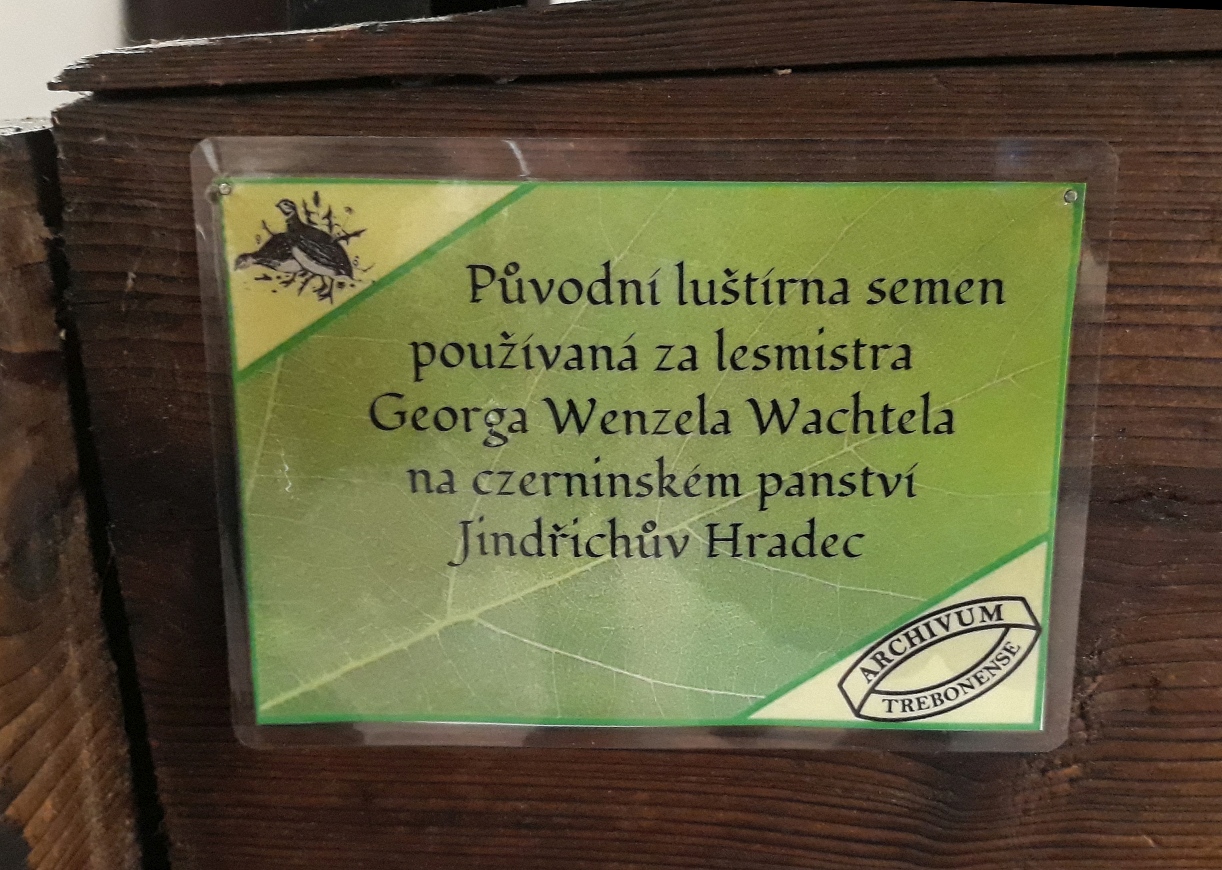 Původní luštírna semen
používaná za lesmistra
Georga Wenzela Wachtela
na czerninském panství
Jindřichův Hradec
ARCHIVUM
TREBONENSE